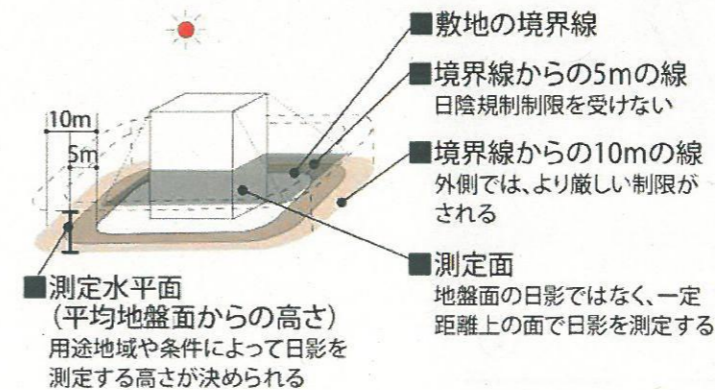 ■敷地の境界線
■境界線からの5mの線
日陰規制制限を受けない
■境界線からの10mの線
外側では、より厳しい制限が
される
■測定面
地盤面の日影ではなく、一定
距離上の面で日影を測定する
10m
5m
■測定水平面
(平均地盤面からの高さ)
用途地域や条件によって日影を
測定する高さが決められる